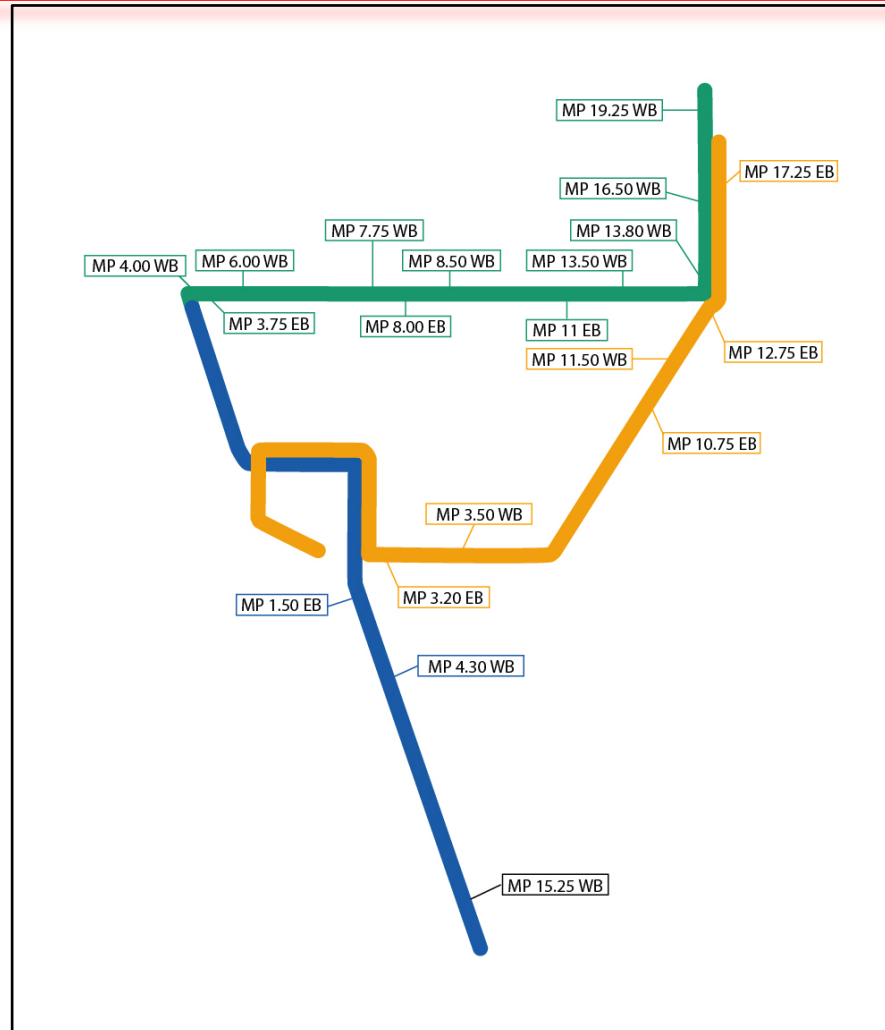 MP 19.25 WB
MP 17.25 EB
MP 16.50 WB
MP 7.75 WB
MP 13.80 WB
MP 4.00 WB
MP 6.00 WB
MP 8.50 WB
MP 13.50 WB
MP 3.75 EB
MP 8.00 EB
MP 11 EB
MP 11.50 WB
MP 12.75 EB
MP 10.75 EB
MP 3.50 WB
MP 3.20 EB
MP 1.50 EB
MP 4.30 WB
MP 15.25 WB